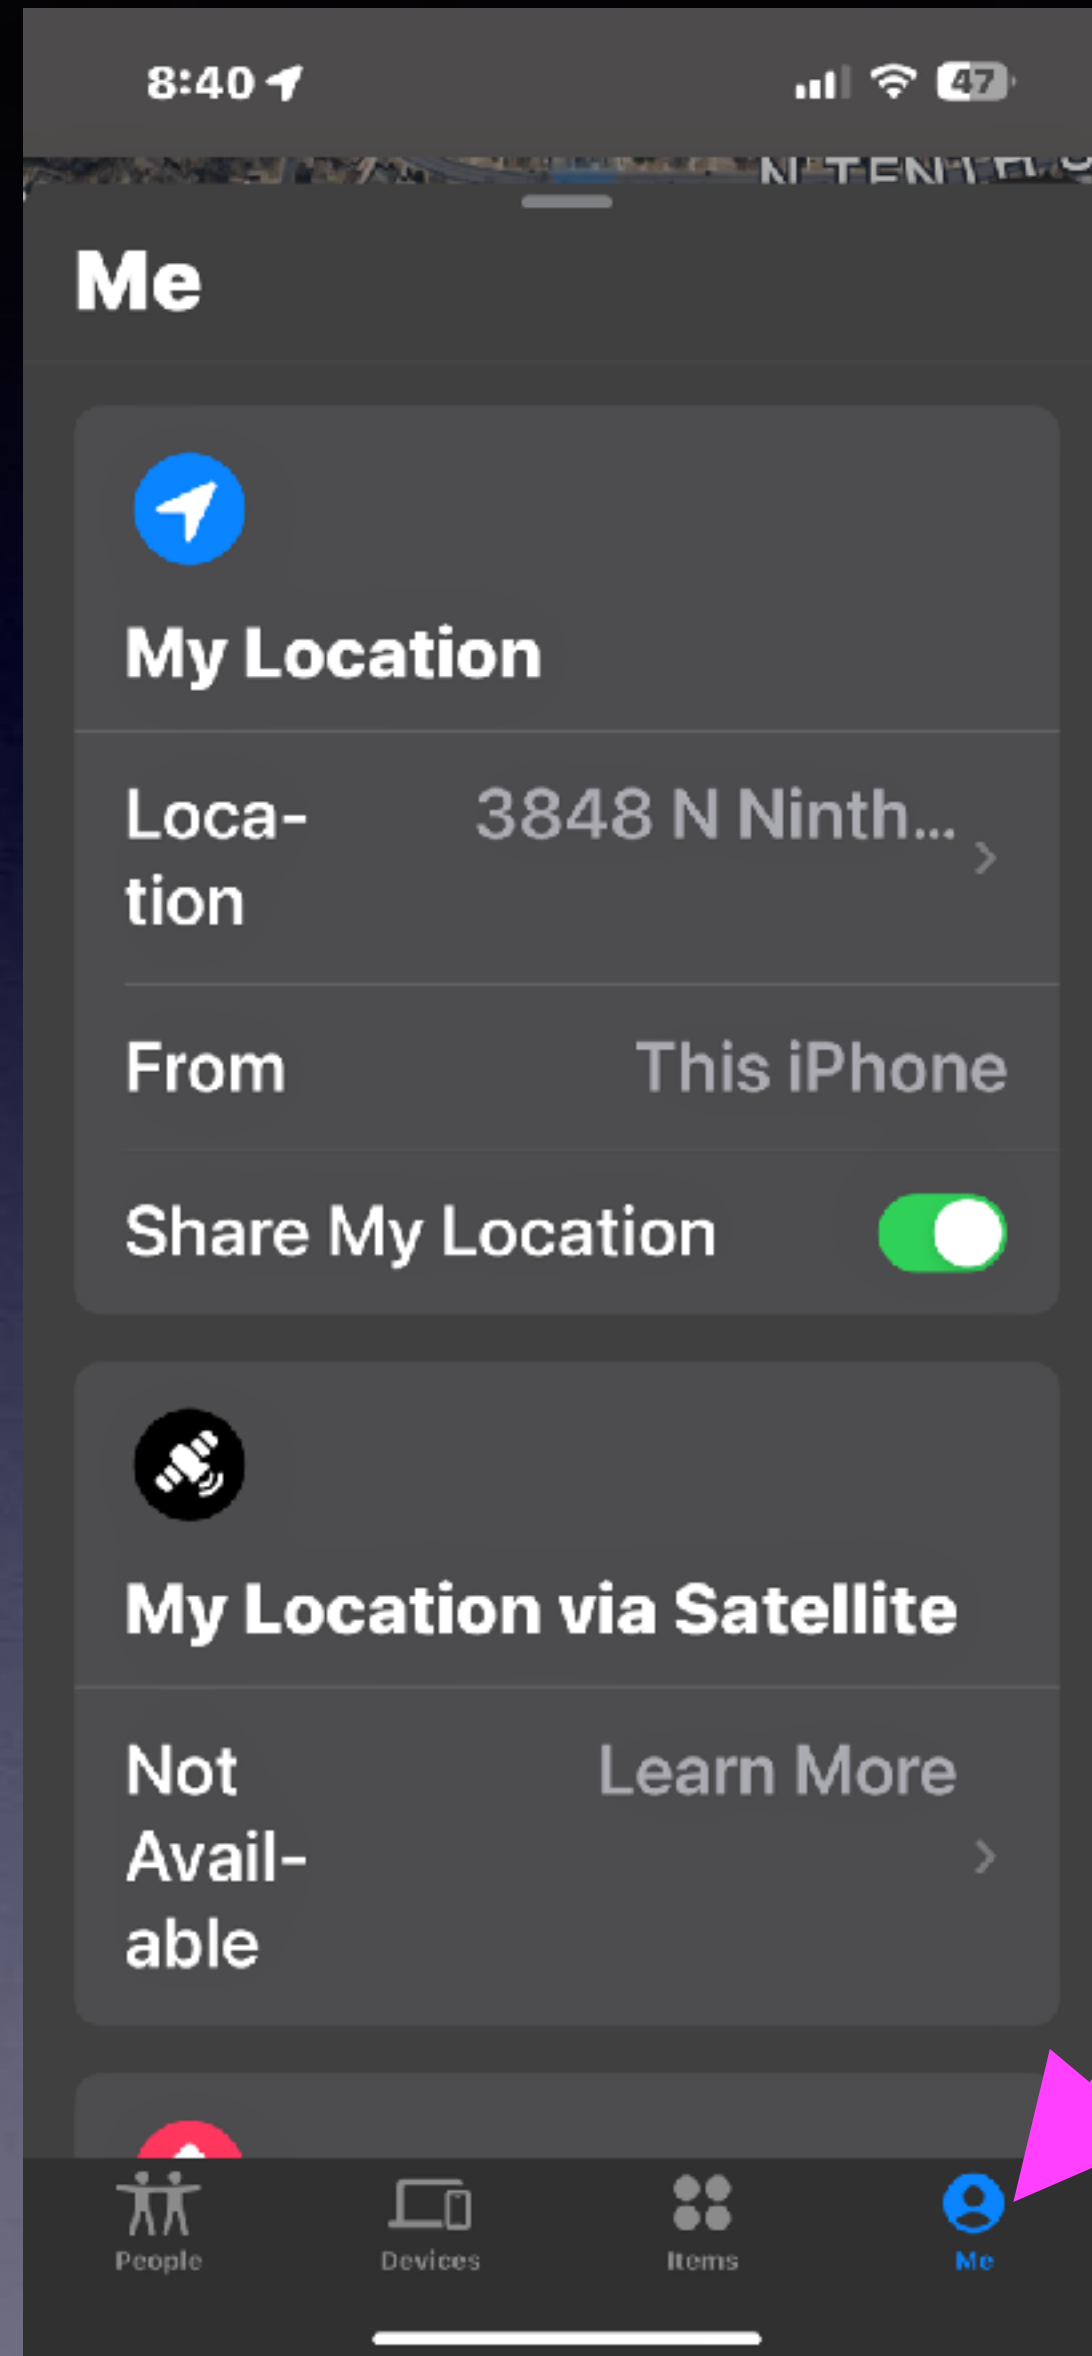 8:40
47
Me
My Location
Loca-
tion
3848 N Ninth...
From
This iPhone
Share My Location
My Location via Satellite
Not
Avail-
able
Learn More
People
Devices
Items
Me